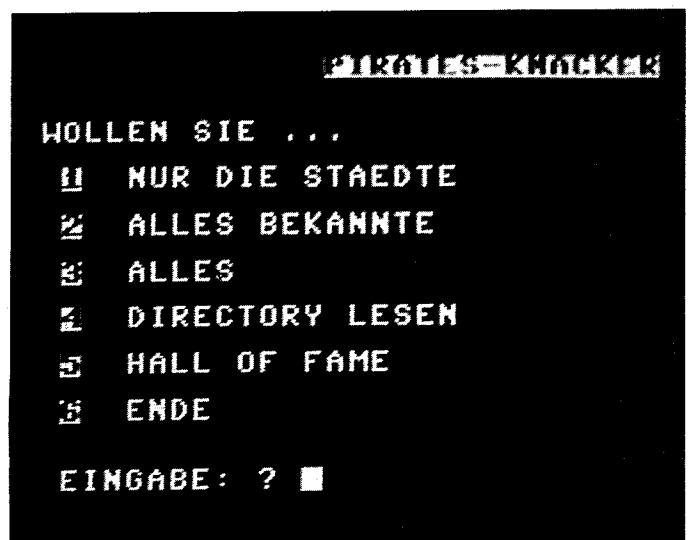 PIRATES-KNACKER
WOLLEN SIE ...
1 NUR DIE STAEDTE
2 ALLES BEKANNTE
3 ALLES
4 DIRECTORY LESEN
5 HALL OF FAME
6 ENDE
EINGABE: ?